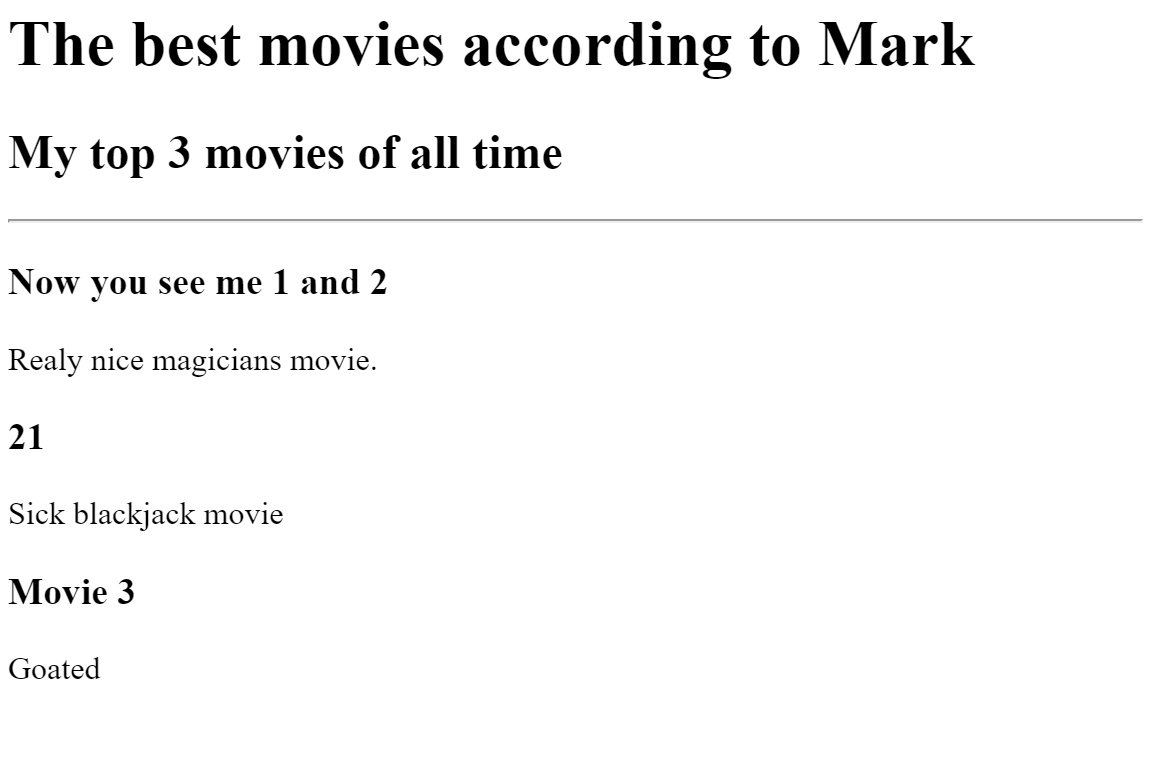 The best movies according to Mark
My top 3 movies of all time
Now you see me 1 and 2
Realy nice magicians movie.
21
Sick blackjack movie
Movie 3
Goated